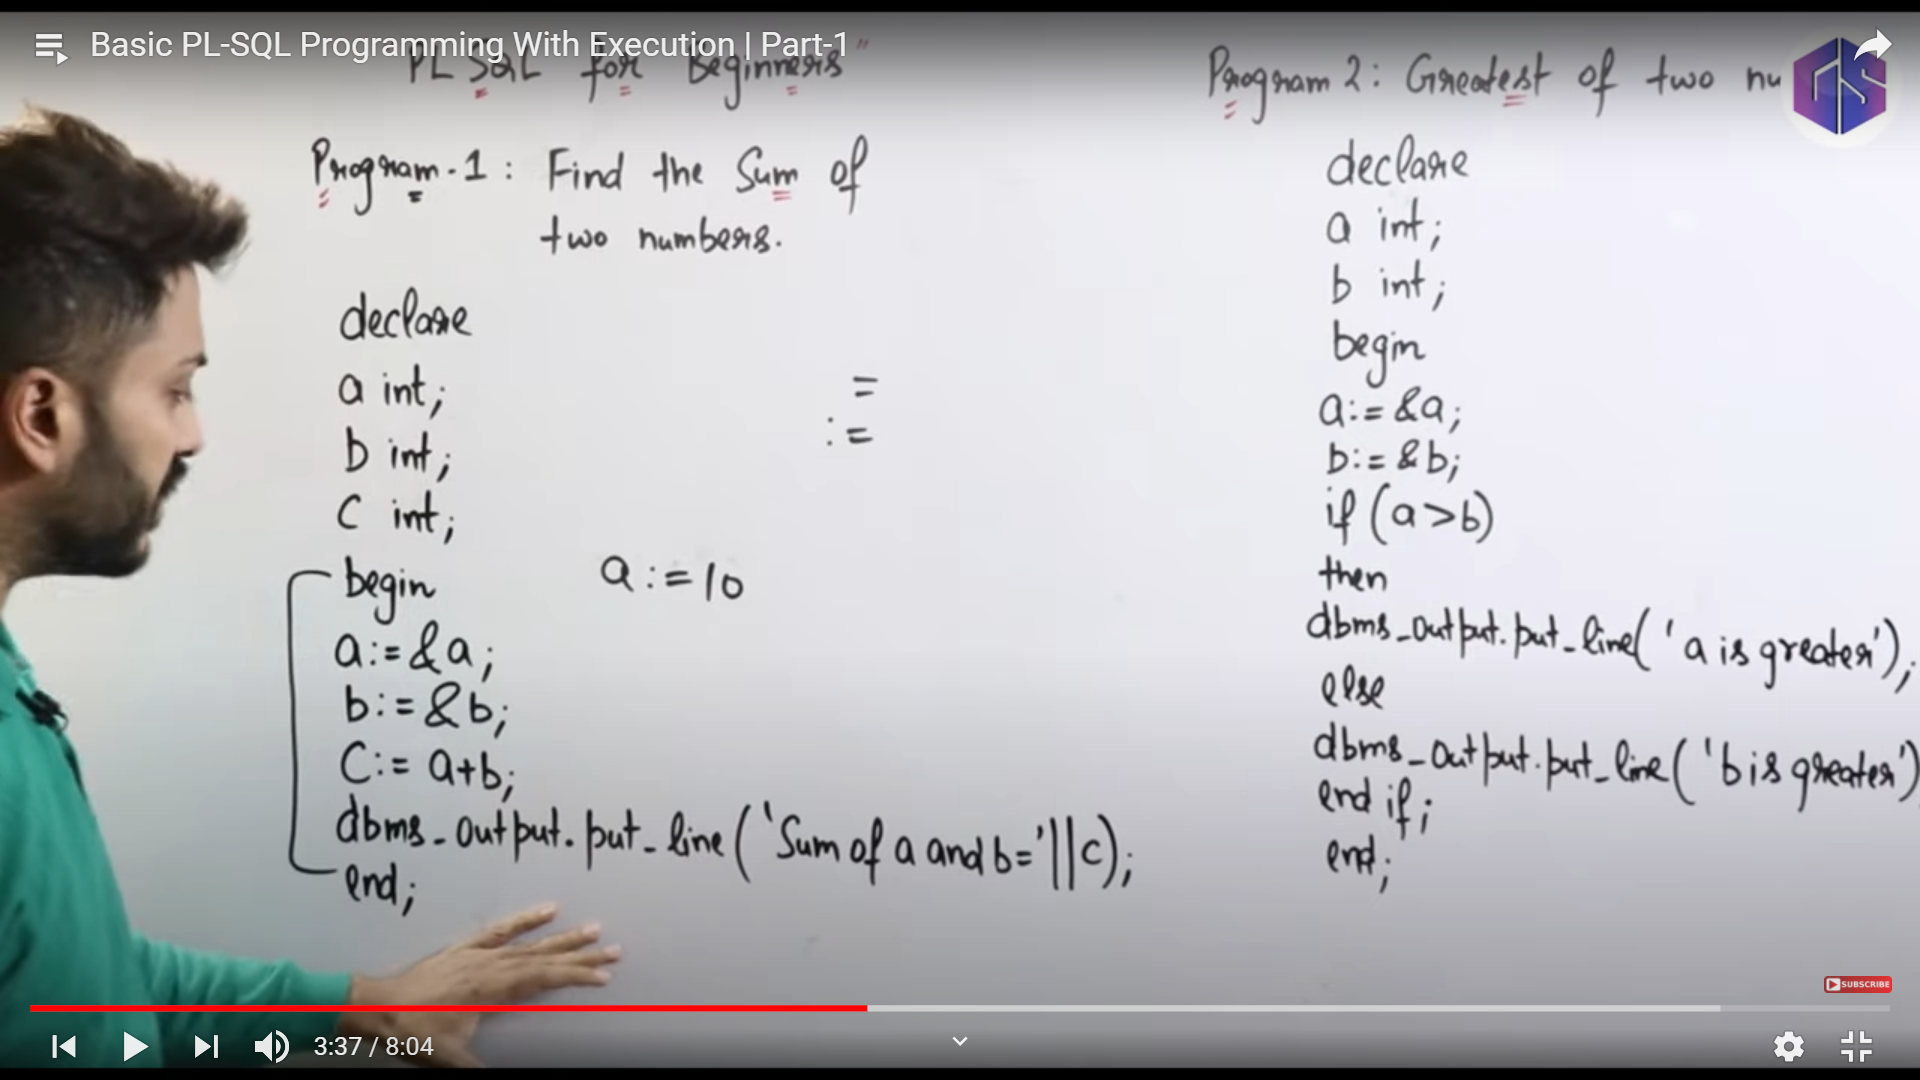 Basic PL-SQL Programming With Execution | Part-1
PL SQL for Beginners"
Program-1: Find the Sum of
two numbers.
declare
a int;
b int;
c int;
begin
a:=&a;
b:=&b;
C:= a+b;
dbms_output.put_line('Sum of a and b='||c);
end;
=
:=
a:=10
Program 2: Greatest of two nu
declare
a int;
b int;
begin
a:=&a;
b:=&b;
if (a>b)
then
dbms_output.put_line('a is greater');
else
dbms_output.put_line('b is greater')
end if;
end;
SUBSCRIBE
3:37 / 8:04